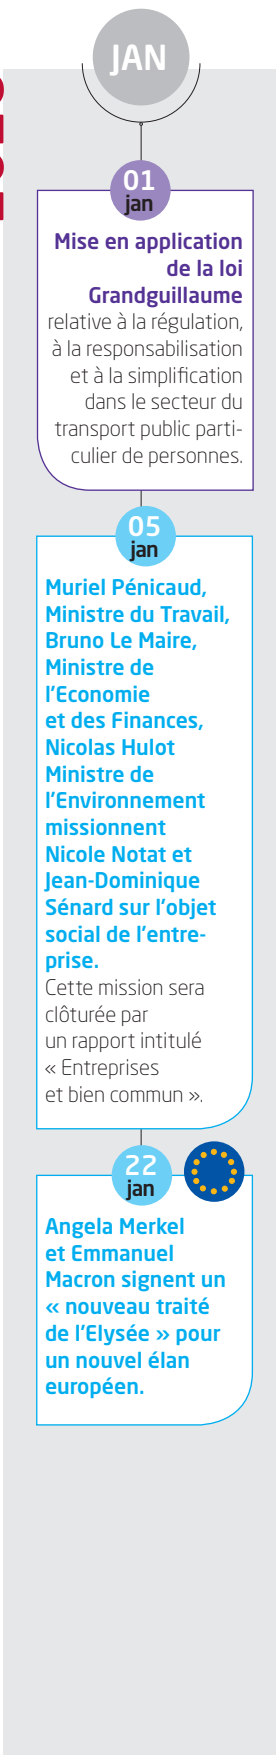 JAN
01
jan
Mise en application
de la loi
Grandguillaume
relative à la régulation,
à la responsabilisation
et à la simplification
dans le secteur du
transport public parti-
culier de personnes.
05
jan
Muriel Pénicaud,
Ministre du Travail,
Bruno Le Maire,
Ministre de
l'Economie
et des Finances,
Nicolas Hulot
Ministre de
l'Environnement
missionnent
Nicole Notat et
Jean-Dominique
Sénard sur l'objet
social de l'entre-
prise.
Cette mission sera
clôturée par
un rapport intitulé
« Entreprises
et bien commun ».
22
jan
Angela Merkel
et Emmanuel
Macron signent un
« nouveau traité
de l'Elysée » pour
un nouvel élan
européen.